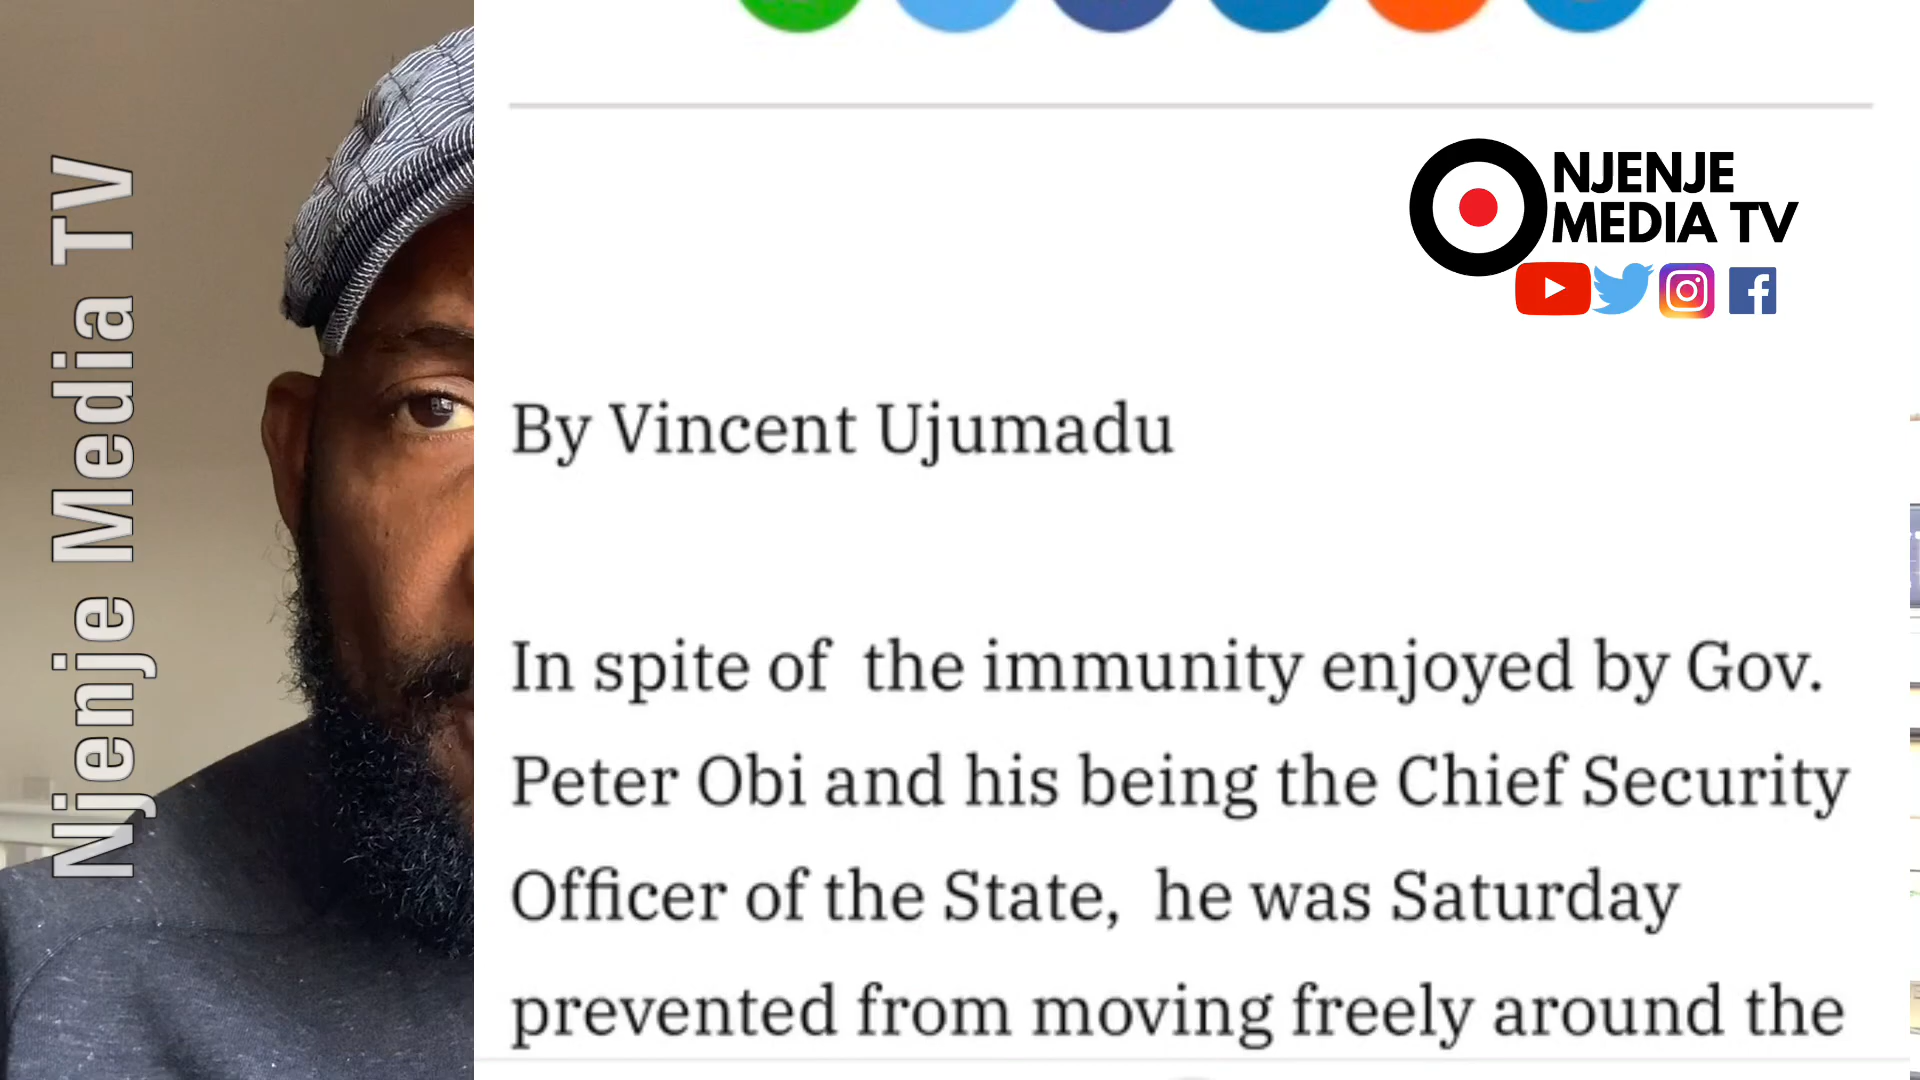 Njenje Media TV
NJENJE
MEDIA TV
By Vincent Ujumadu
In spite of the immunity enjoyed by Gov.
Peter Obi and his being the Chief Security
Officer of the State, he was Saturday
prevented from moving freely around the